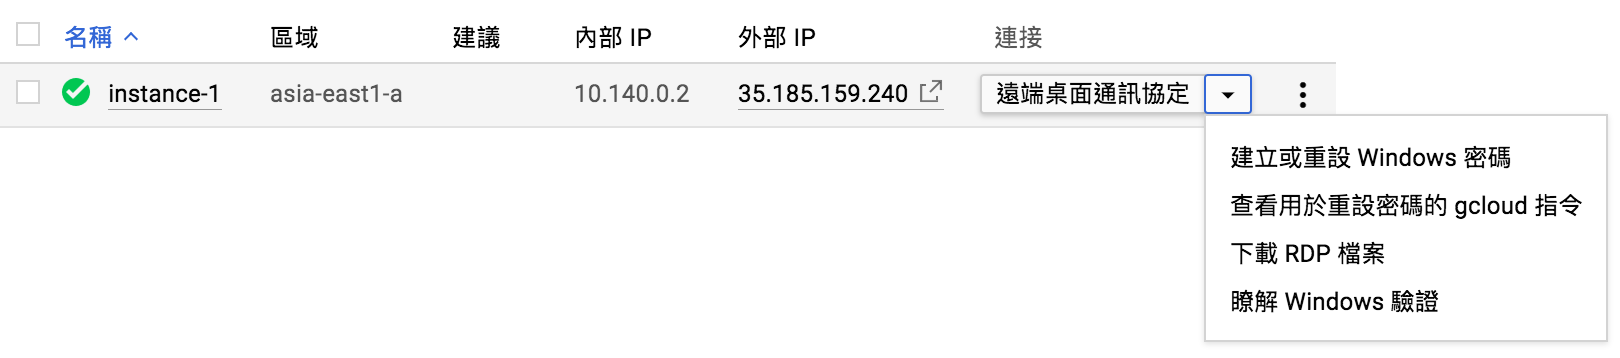 名稱 區域 建議 內部 IP 外部 IP 連接
instance-1 asia-east1-a 10.140.0.2 35.185.159.240 遠端桌面通訊協定
建立或重設 Windows 密碼
查看用於重設密碼的 gcloud 指令
下載 RDP 檔案
瞭解 Windows 驗證